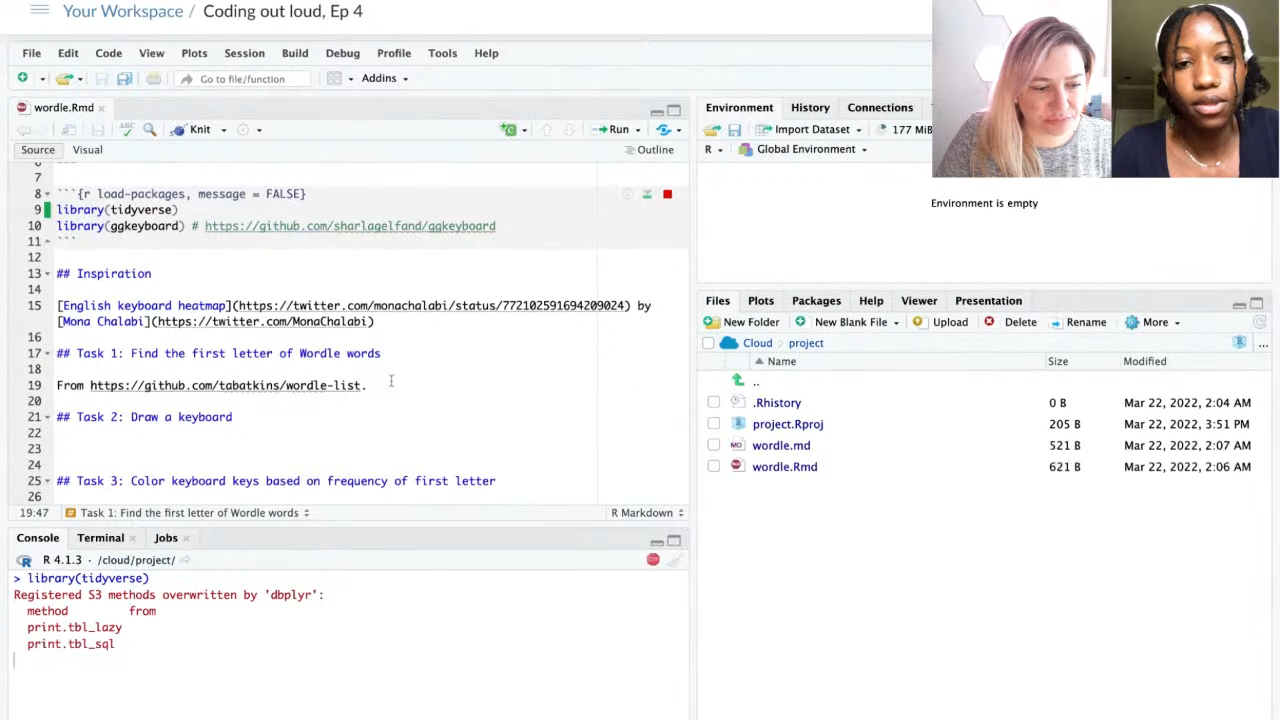 Your Workspace / Coding out loud, Ep 4
File Edit Code View Plots Session Build Debug Profile Tools Help
Go to file/function Addins
wordle.Rmd
ABC Knit Run
Source Visual Outline
7
8 ```{r load-packages, message = FALSE}
9 library(tidyverse)
10 library(ggkeyboard) # https://github.com/sharlagelfand/ggkeyboard
11 ```
12
13 ## Inspiration
14
15 [English keyboard heatmap](https://twitter.com/monachalabi/status/772102591694209024) by
[Mona Chalabi](https://twitter.com/MonaChalabi)
16
17 ## Task 1: Find the first letter of Wordle words
18
19 From https://github.com/tabatkins/wordle-list.
20
21 ## Task 2: Draw a keyboard
22
23
24
25 ## Task 3: Color keyboard keys based on frequency of first letter
26
19:47 # Task 1: Find the first letter of Wordle words R Markdown
Console Terminal Jobs
R R 4.1.3 · /cloud/project/
> library(tidyverse)
Registered S3 methods overwritten by 'dbplyr':
method from
print.tbl_lazy
print.tbl_sql
Environment History Connections
Import Dataset 177 MiB
R Global Environment
Environment is empty
Files Plots Packages Help Viewer Presentation
New Folder New Blank File Upload Delete Rename More
Cloud project ...
Name Size Modified
..
.Rhistory 0 B Mar 22, 2022, 2:04 AM
project.Rproj 205 B Mar 22, 2022, 3:51 PM
MD wordle.md 521 B Mar 22, 2022, 2:07 AM
wordle.Rmd 621 B Mar 22, 2022, 2:06 AM